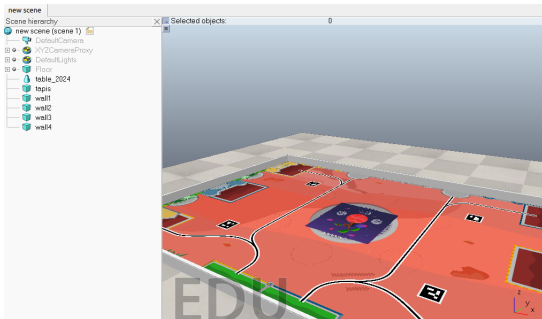 new scene
Scene hierarchy
new scene (scene 1)
DefaultCamera
XYZCameraProxy
DefaultLights
Floor
table_2024
tapis
wall1
wall2
wall3
wall4
Selected objects: 0
EDU
z
y
x